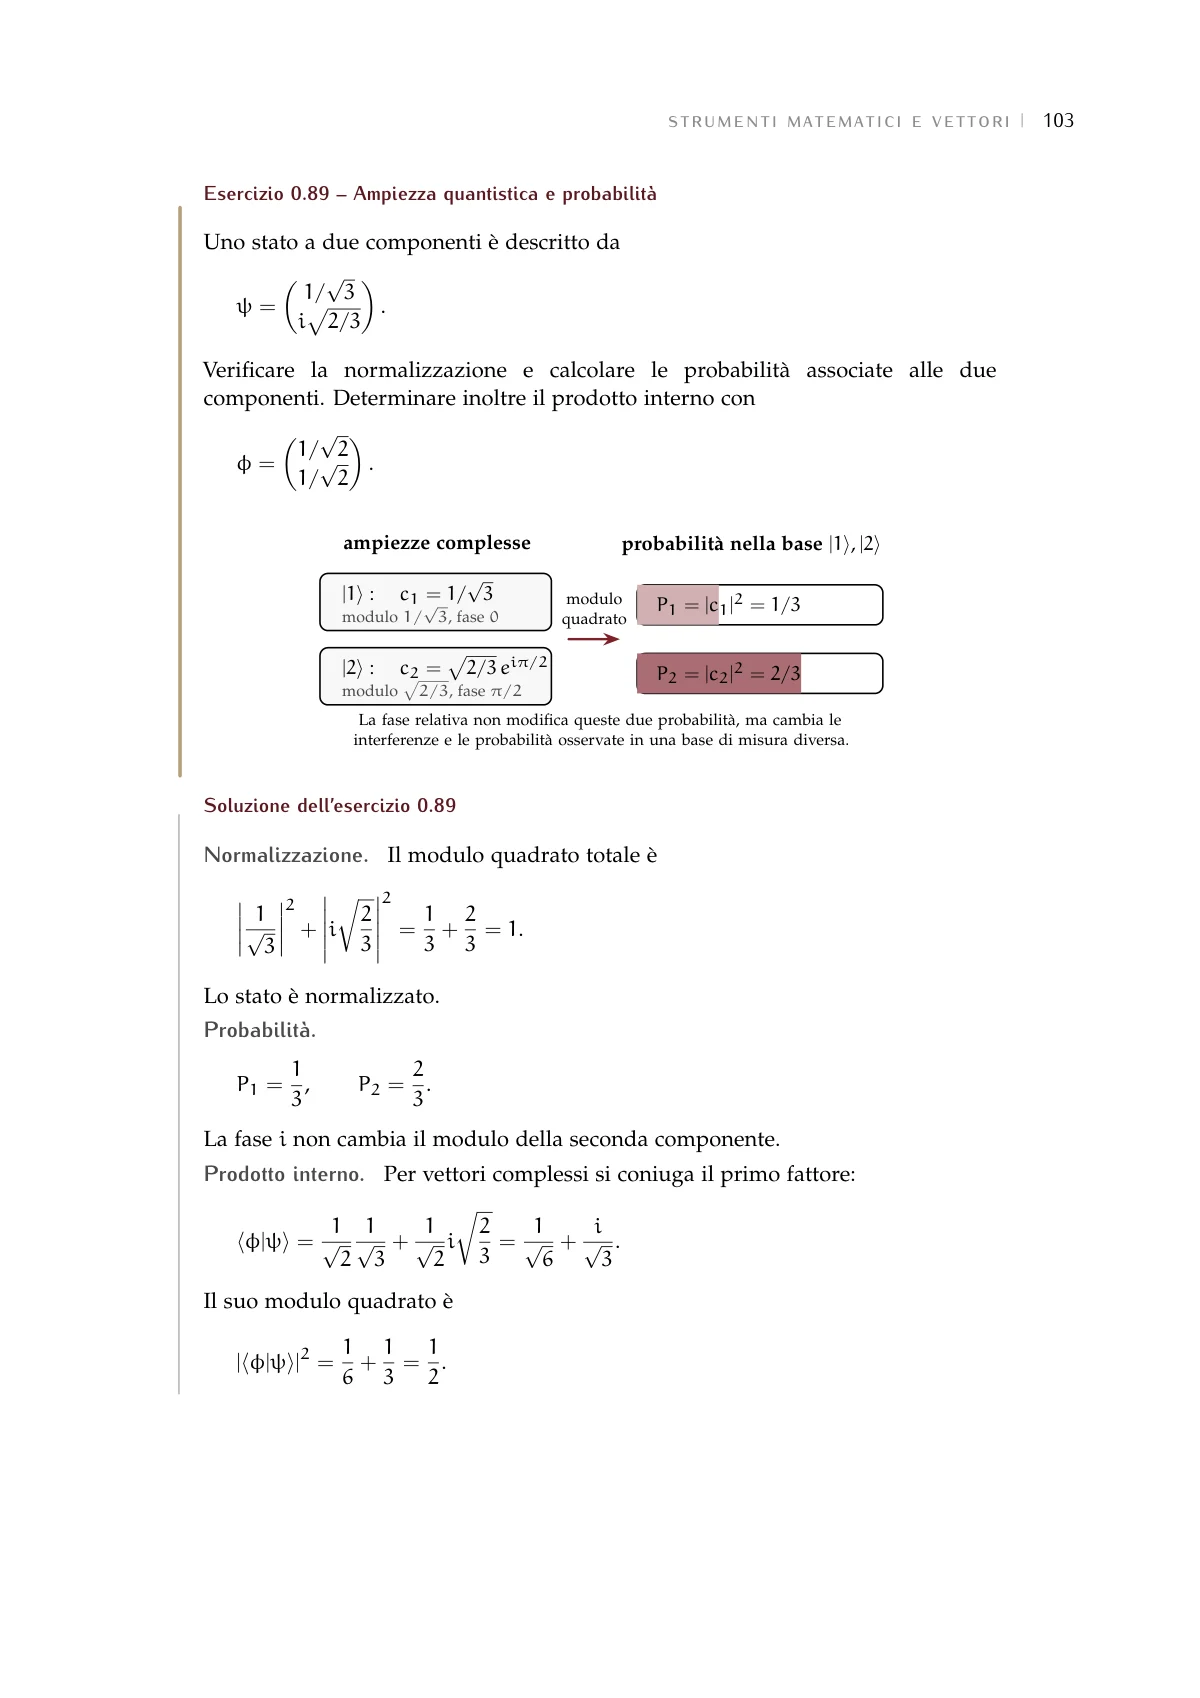 STRUMENTI MATEMATICI E VETTORI | 103
Esercizio 0.89 – Ampiezza quantistica e probabilità
Uno stato a due componenti è descritto da
ψ = (1/√3
i√2/3) .
Verificare la normalizzazione e calcolare le probabilità associate alle due
componenti. Determinare inoltre il prodotto interno con
ϕ = (1/√2
1/√2) .
ampiezze complesse
|1⟩ : c₁ = 1/√3
modulo 1/√3, fase 0
|2⟩ : c₂ = √2/3 e^{iπ/2}
modulo √2/3, fase π/2
modulo
quadrato
probabilità nella base |1⟩, |2⟩
P₁ = |c₁|² = 1/3
P₂ = |c₂|² = 2/3
La fase relativa non modifica queste due probabilità, ma cambia le
interferenze e le probabilità osservate in una base di misura diversa.
Soluzione dell'esercizio 0.89
Normalizzazione. Il modulo quadrato totale è
|1/√3|² + |i√(2/3)|² = 1/3 + 2/3 = 1.
Lo stato è normalizzato.
Probabilità.
P₁ = 1/3, P₂ = 2/3.
La fase i non cambia il modulo della seconda componente.
Prodotto interno. Per vettori complessi si coniuga il primo fattore:
⟨ϕ|ψ⟩ = 1/√2 1/√3 + 1/√2 i√(2/3) = 1/√6 + i/√3.
Il suo modulo quadrato è
|⟨ϕ|ψ⟩|² = 1/6 + 1/3 = 1/2.